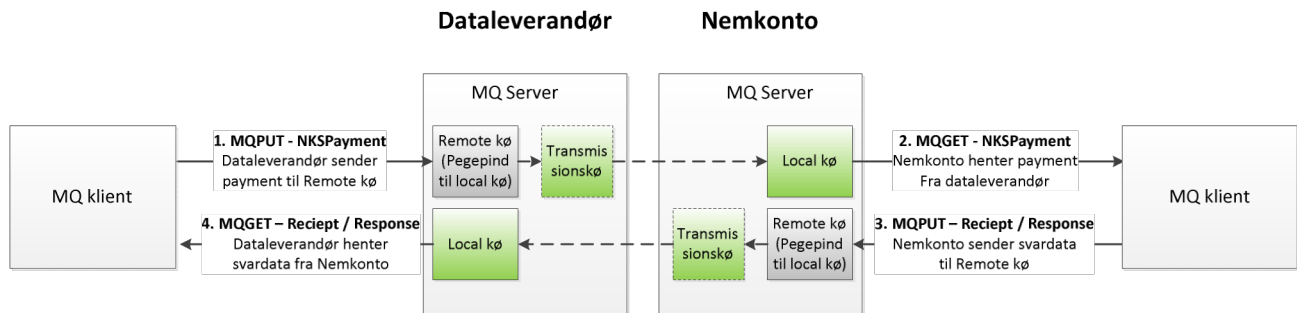 Dataleverandør
Nemkonto
MQ Server
MQ Server
MQ klient
1. MQPUT - NKSPayment
Dataleverandør sender
payment til Remote kø
Remote kø
(Pegepind
til local kø)
Transmis
sionskø
Local kø
2. MQGET - NKSPayment
Nemkonto henter payment
Fra dataleverandør
MQ klient
4. MQGET – Reciept / Response
Dataleverandør henter
svardata fra Nemkonto
Local kø
Transmis
sionskø
Remote kø
(Pegepind
til local kø)
3. MQPUT – Reciept / Response
Nemkonto sender svardata
til Remote kø